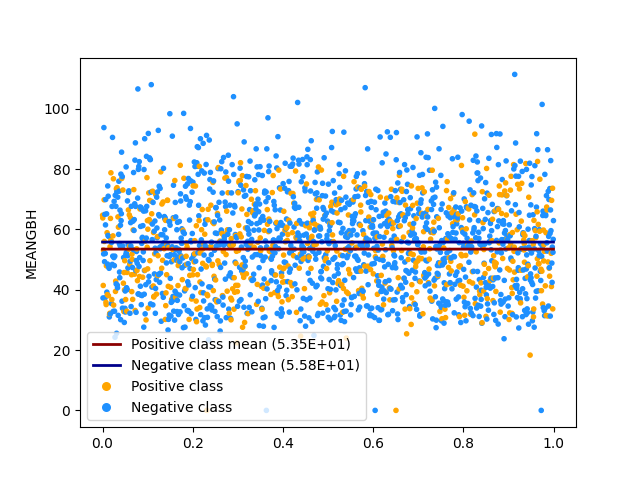 100
80
60
40
20
0
MEANGBH
Positive class mean (5.35E+01)
Negative class mean (5.58E+01)
Positive class
Negative class
0.0 0.2 0.4 0.6 0.8 1.0